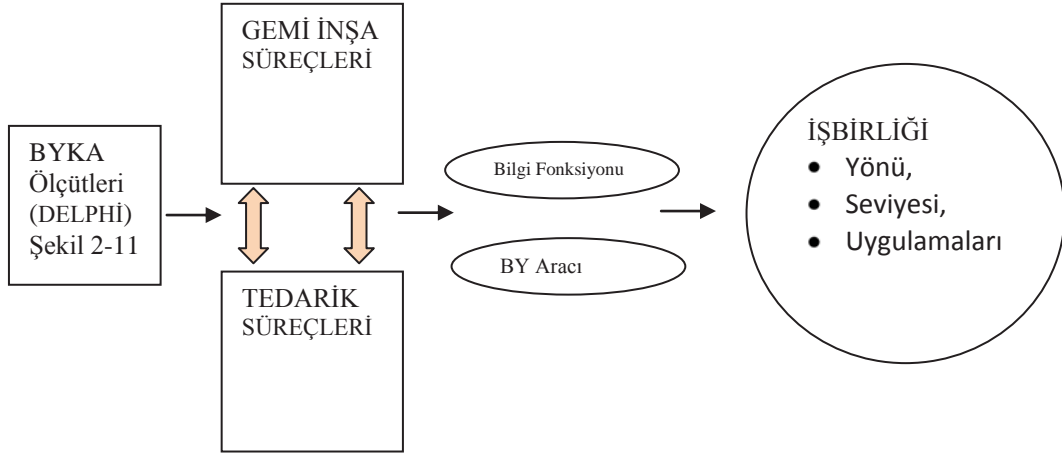 BYKA
Ölçütleri
(DELPHİ)
Şekil 2-11
GEMİ İNŞA
SÜREÇLERİ
TEDARİK
SÜREÇLERİ
Bilgi Fonksiyonu
BY Aracı
İŞBİRLİĞİ
● Yönü,
● Seviyesi,
● Uygulamaları